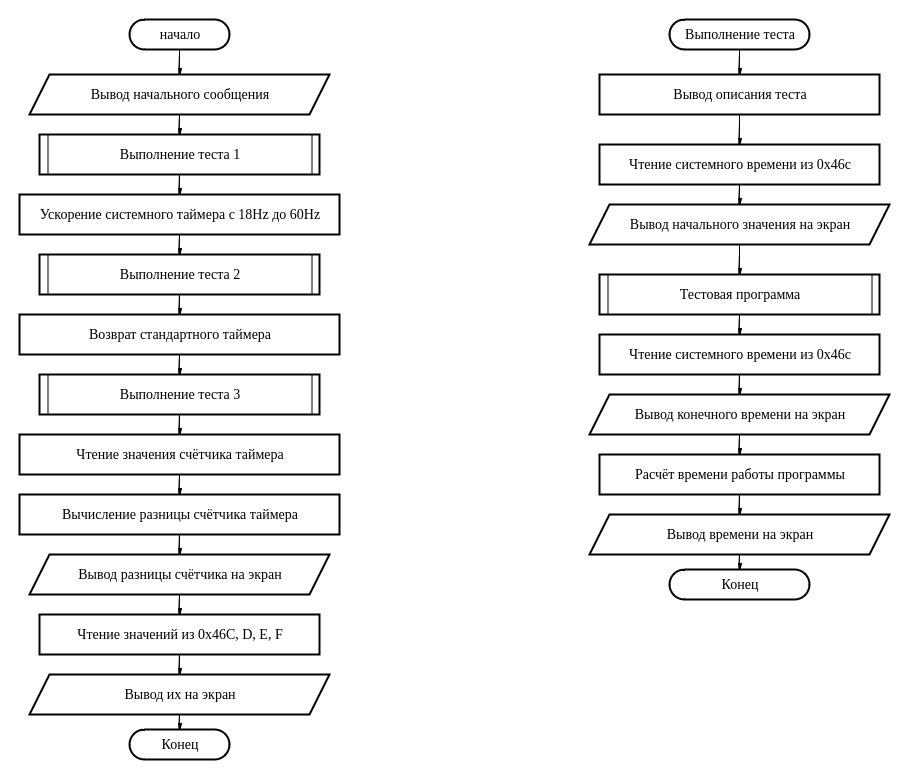 начало
Вывод начального сообщения
Выполнение теста 1
Ускорение системного таймера с 18Hz до 60Hz
Выполнение теста 2
Возврат стандартного таймера
Выполнение теста 3
Чтение значения счётчика таймера
Вычисление разницы счётчика таймера
Вывод разницы счётчика на экран
Чтение значений из 0x46C, D, E, F
Вывод их на экран
Конец
Выполнение теста
Вывод описания теста
Чтение системного времени из 0x46c
Вывод начального значения на экран
Тестовая программа
Чтение системного времени из 0x46c
Вывод конечного времени на экран
Расчёт времени работы программы
Вывод времени на экран
Конец